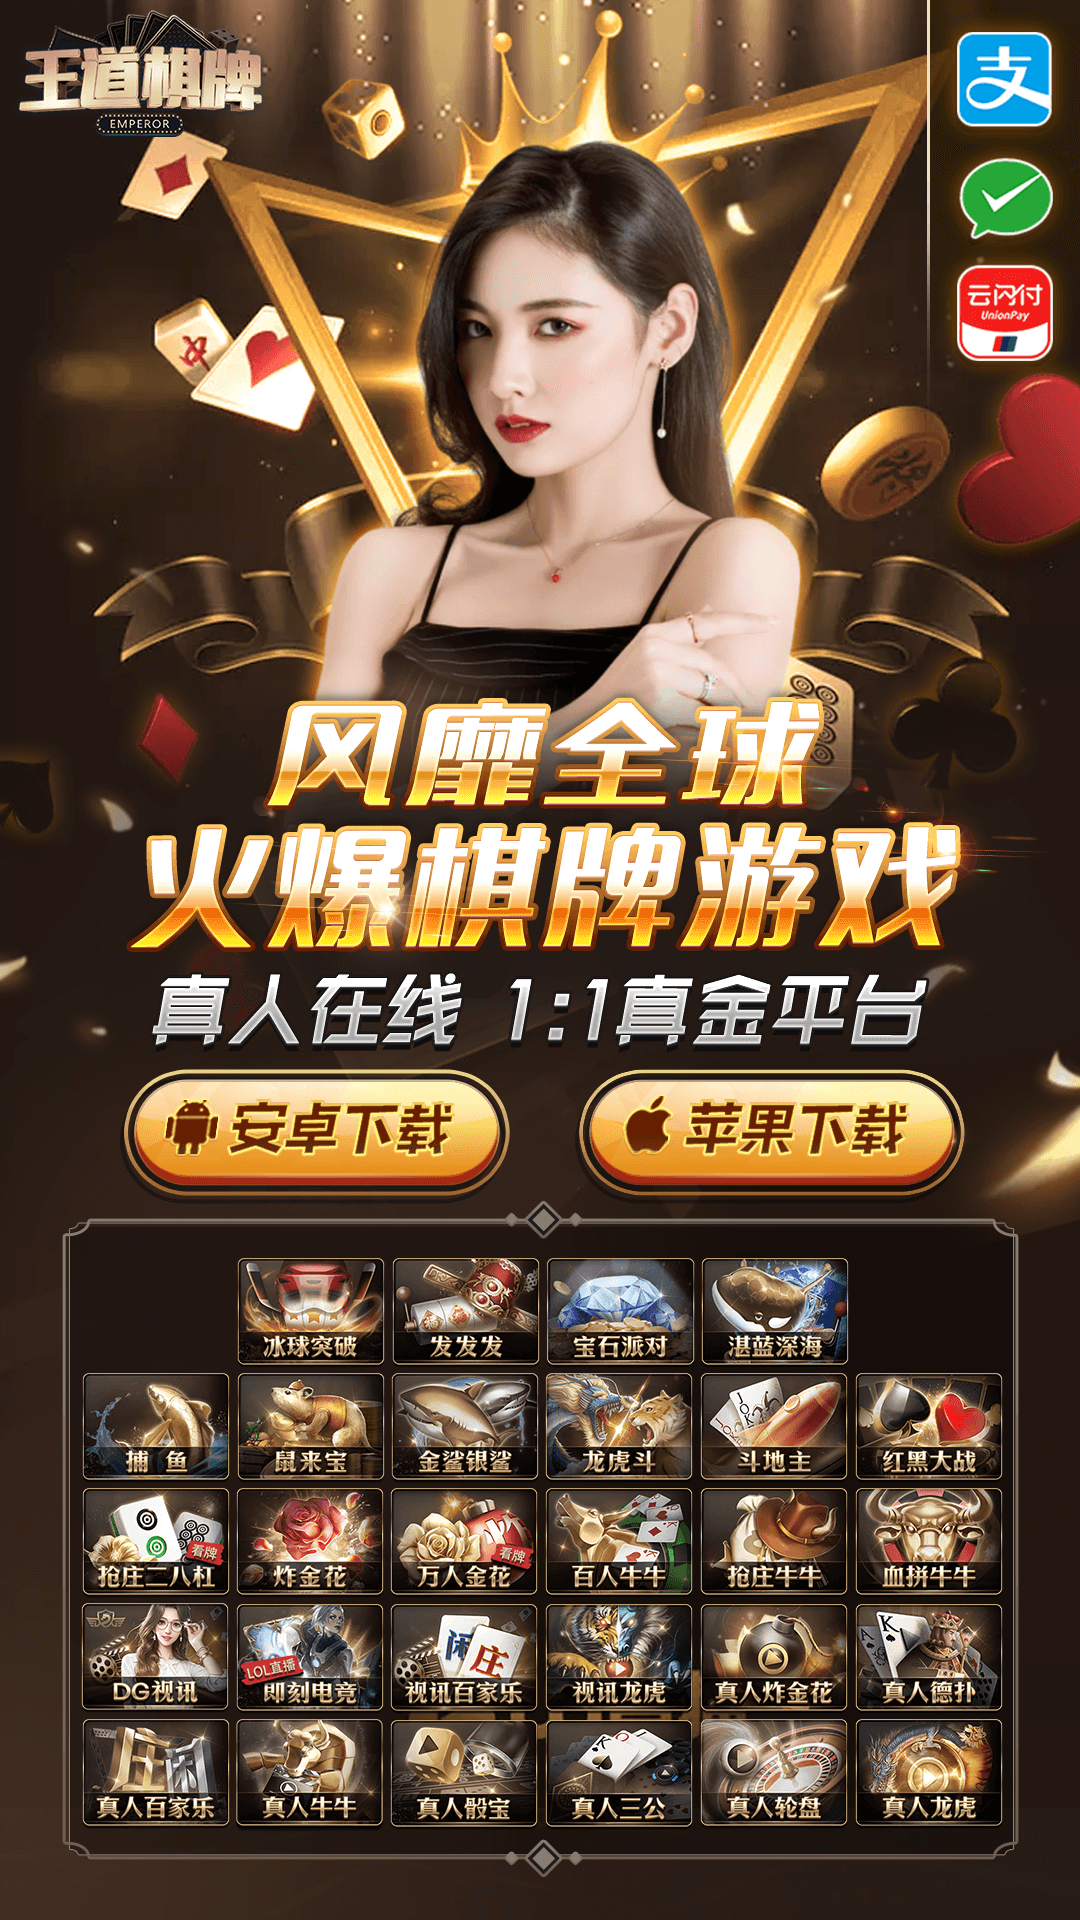 王道棋牌
EMPEROR
支
云闪付
UnionPay
中
风靡全球
火爆棋牌游戏
真人在线 1:1真金平台
安卓下载
苹果下载
冰球突破
发发发
宝石派对
湛蓝深海
捕鱼
鼠来宝
金鲨银鲨
龙虎斗
斗地主
红黑大战
看牌
抢庄二八杠
炸金花
看牌
万人金花
百人牛牛
抢庄牛牛
血拼牛牛
DG视讯
LOL直播
即刻电竞
闲
庄
视讯百家乐
视讯龙虎
真人炸金花
A
K
真人德扑
庄
闲
真人百家乐
真人牛牛
真人骰宝
K
真人三公
真人轮盘
真人龙虎